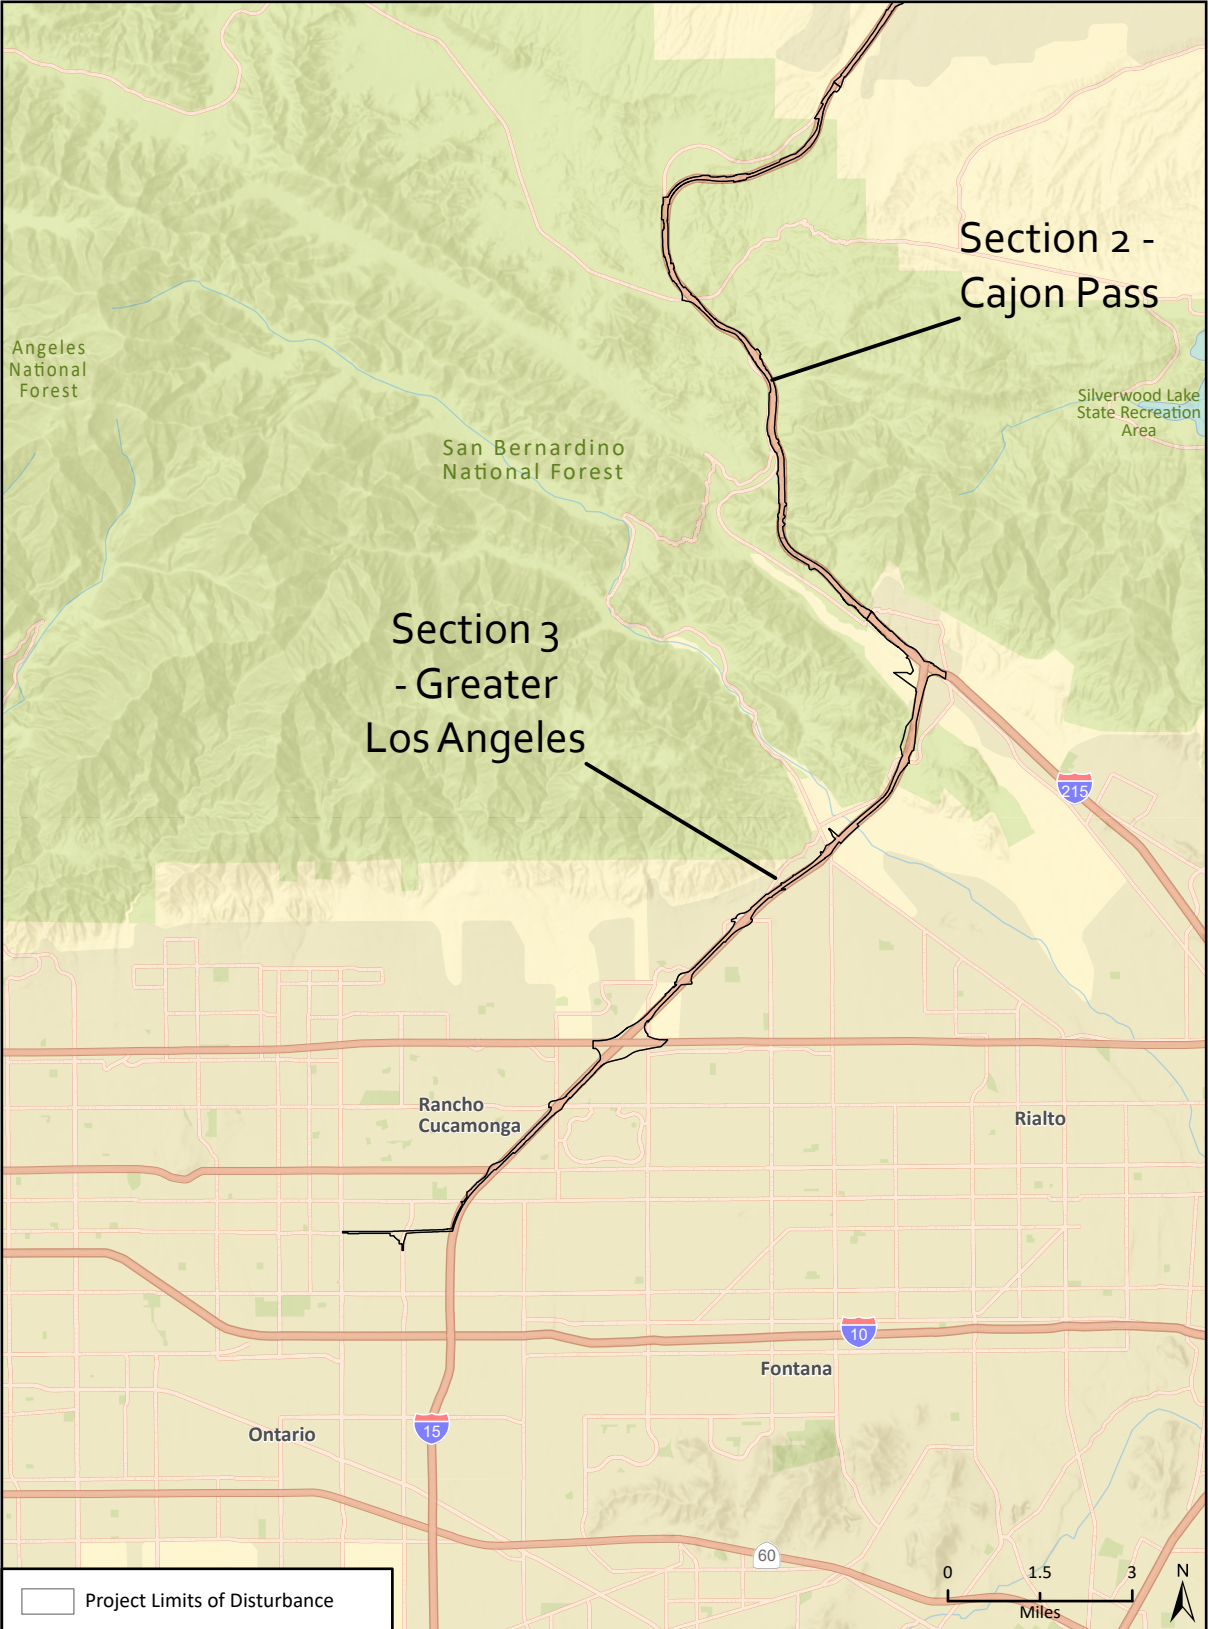 Section 2 -
Cajon Pass
Angeles
National
Forest
Silverwood Lake
State Recreation
Area
San Bernardino
National Forest
Section 3
- Greater
Los Angeles
215
Rancho
Cucamonga
Rialto
10
Fontana
15
Ontario
60
0 1.5 3
Miles
N
Project Limits of Disturbance